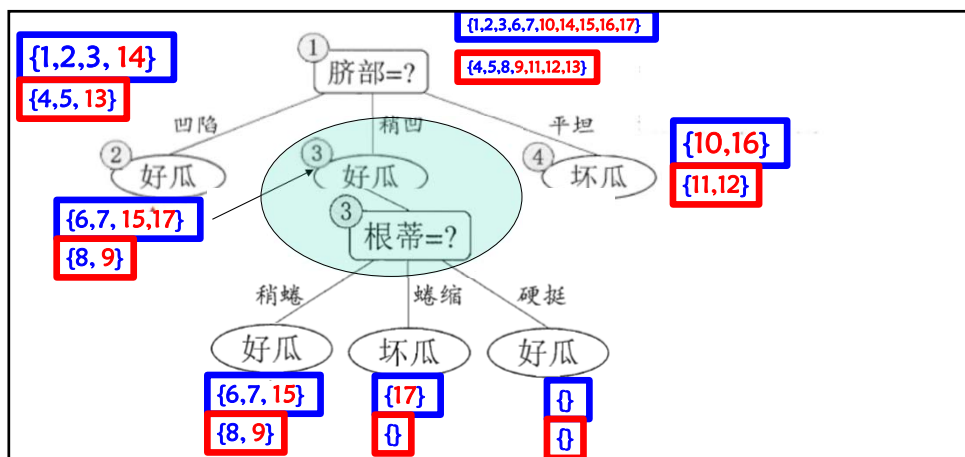 {1,2,3,6,7,10,14,15,16,17}
{1,2,3, 14}
①
脐部=?
{4,5,8,9,11,12,13}
{4,5, 13}
凹陷
稍凹
平坦
②
好瓜
③
好瓜
④
坏瓜
{10,16}
{11,12}
{6,7, 15,17}
{8, 9}
③
根蒂=?
稍蜷
蜷缩
硬挺
好瓜
坏瓜
好瓜
{6,7, 15}
{17}
{}
{8, 9}
{}
{}